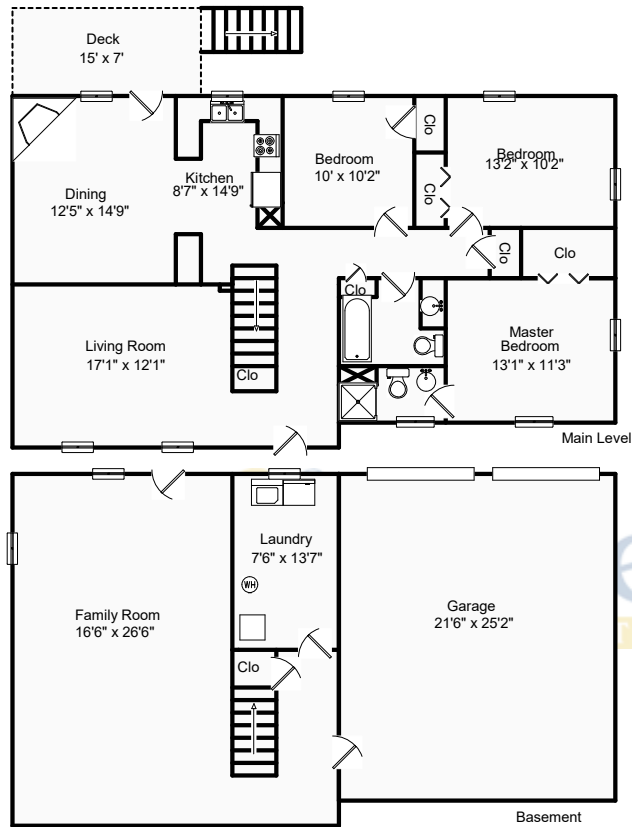 Deck
15' x 7'
Clo
Bedroom
10' x 10'2"
Bedroom
13'2" x 10'2"
Kitchen
8'7" x 14'9"
Clo
Dining
12'5" x 14'9"
Clo
Clo
Clo
Living Room
17'1" x 12'1"
Master
Bedroom
13'1" x 11'3"
Clo
Main Level
Laundry
7'6" x 13'7"
WH
Family Room
16'6" x 26'6"
Garage
21'6" x 25'2"
Clo
Basement